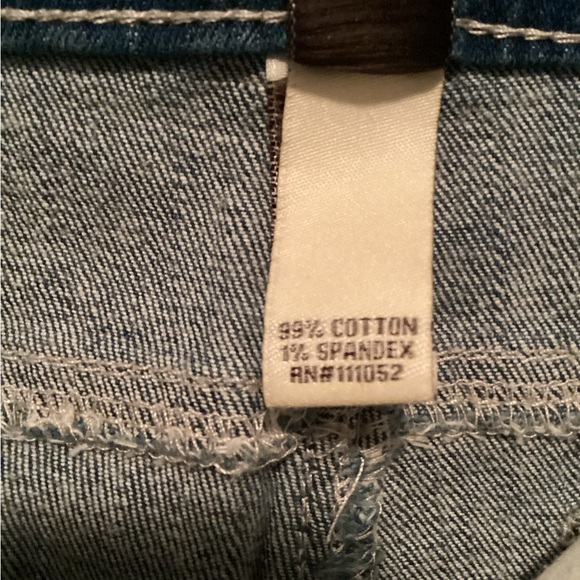 99% COTTON
1% SPANDEX
RN#111052